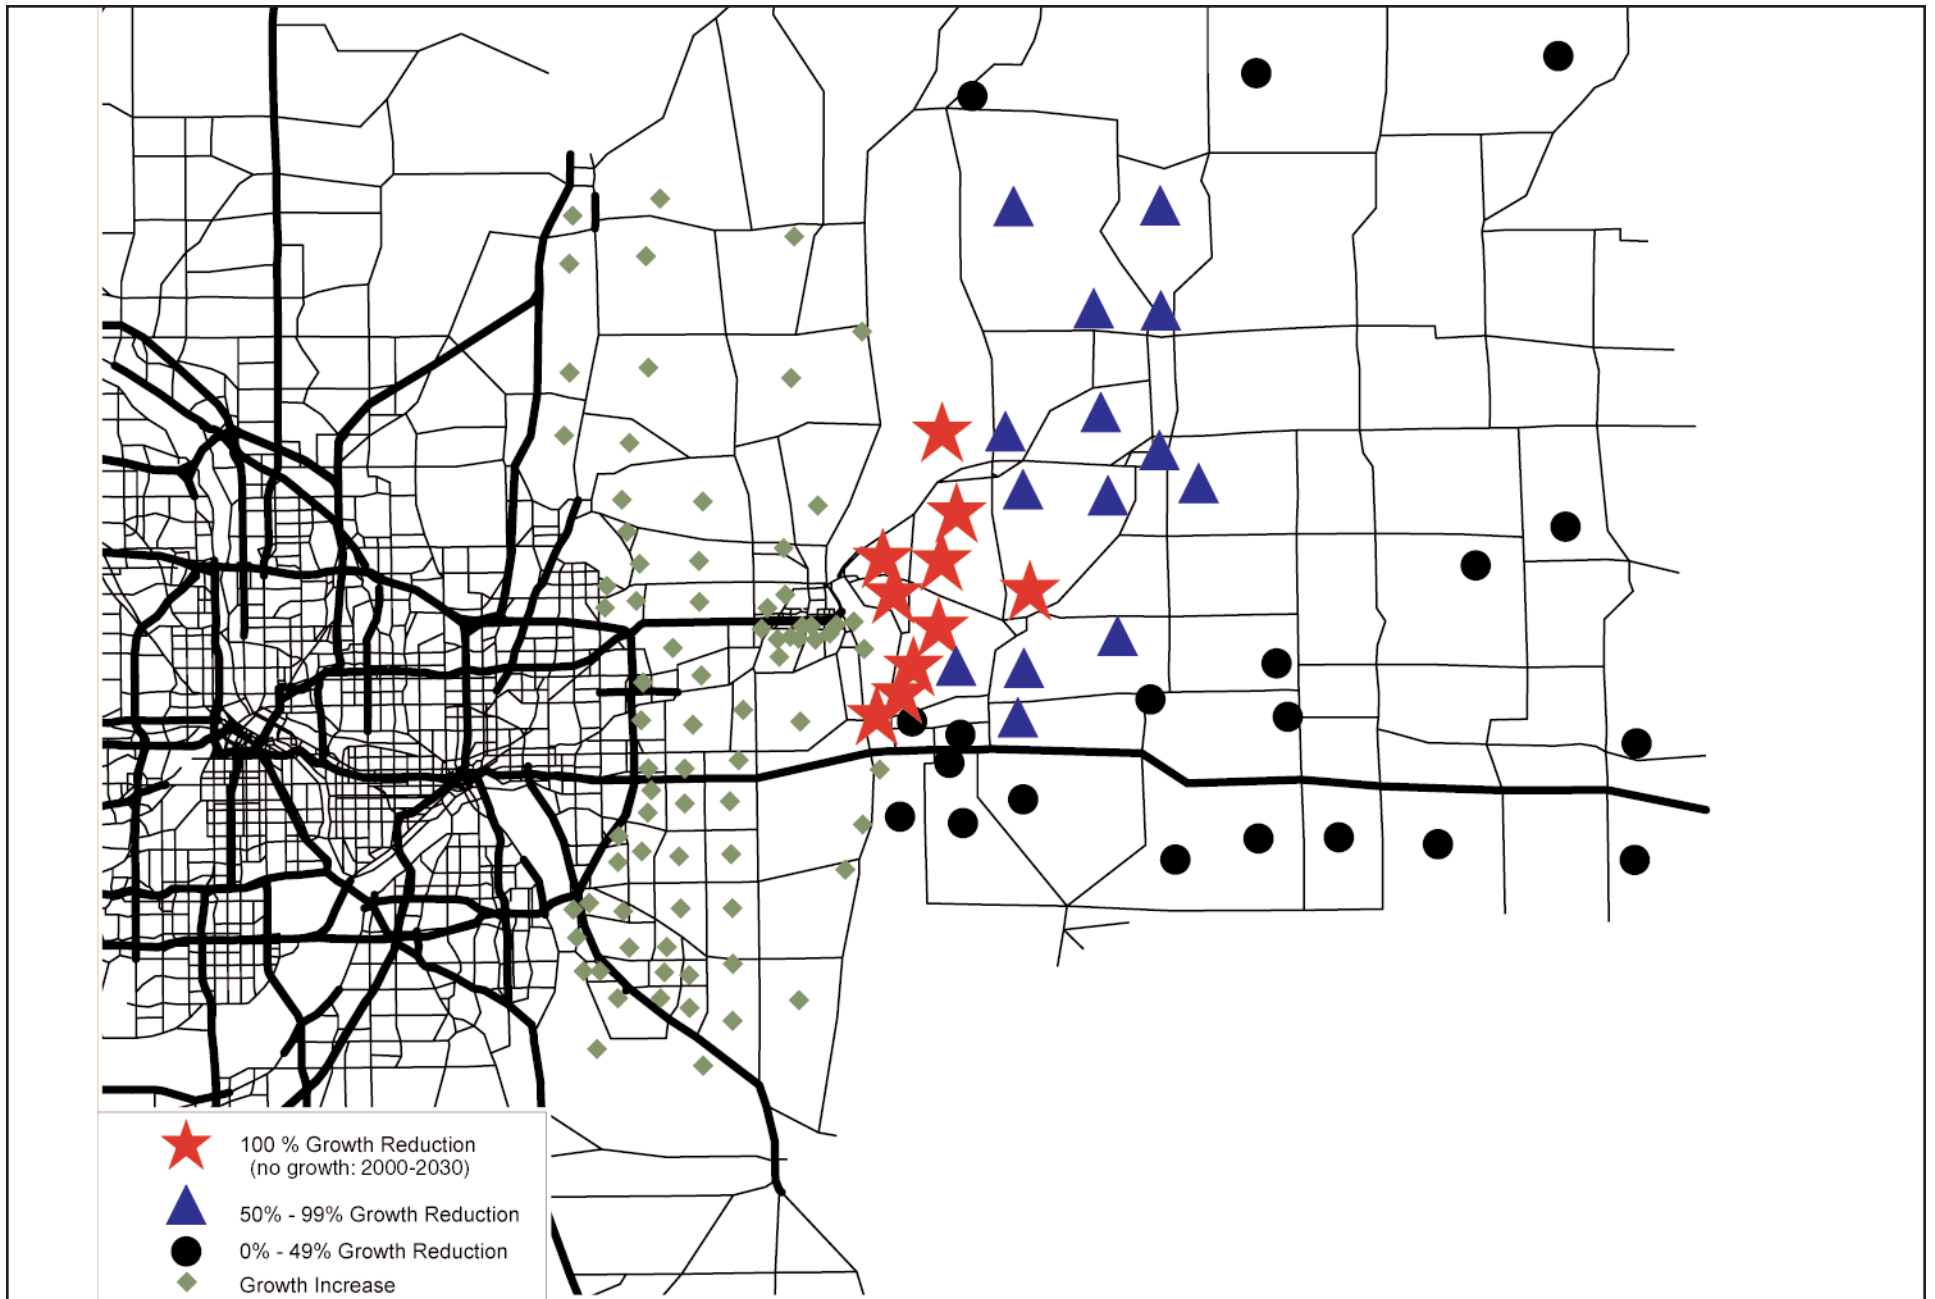 100 % Growth Reduction
(no growth: 2000-2030)
50% - 99% Growth Reduction
0% - 49% Growth Reduction
Growth Increase